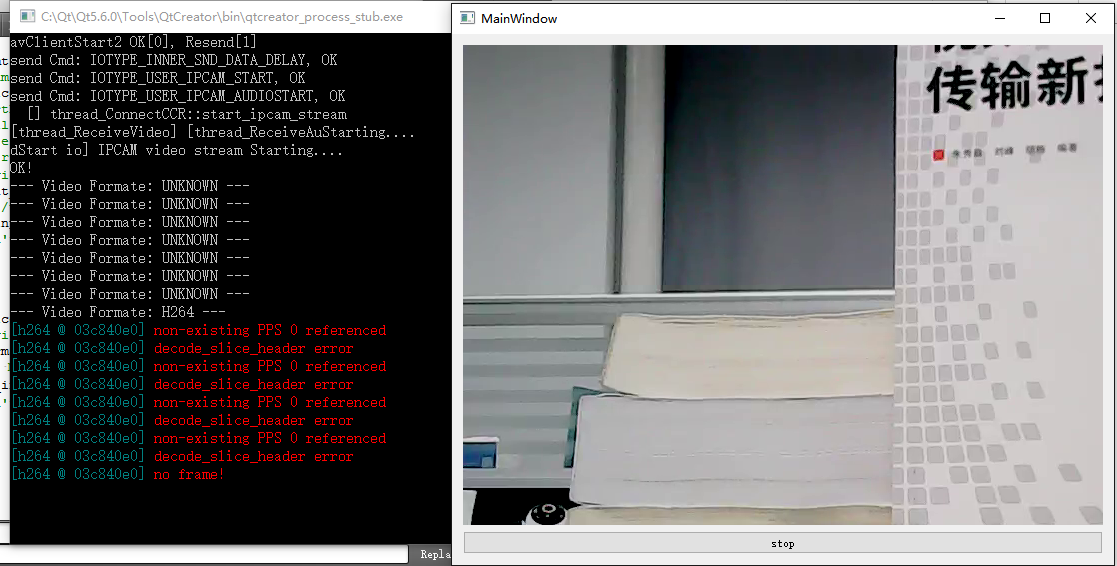 C:\Qt\Qt5.6.0\Tools\QtCreator\bin\qtcreator_process_stub.exe
avClientStart2 OK[0], Resend[1]
send Cmd: IOTYPE_INNER_SND_DATA_DELAY, OK
send Cmd: IOTYPE_USER_IPCAM_START, OK
send Cmd: IOTYPE_USER_IPCAM_AUDIOSTART, OK
[] thread_ConnectCCR::start_ipcam_stream
[thread_ReceiveVideo] [thread_ReceiveAuStarting....
dStart io] IPCAM video stream Starting....
OK!
--- Video Formate: UNKNOWN ---
--- Video Formate: UNKNOWN ---
--- Video Formate: UNKNOWN ---
--- Video Formate: UNKNOWN ---
--- Video Formate: UNKNOWN ---
--- Video Formate: UNKNOWN ---
--- Video Formate: UNKNOWN ---
--- Video Formate: H264 ---
[h264 @ 03c840e0] non-existing PPS 0 referenced
[h264 @ 03c840e0] decode_slice_header error
[h264 @ 03c840e0] non-existing PPS 0 referenced
[h264 @ 03c840e0] decode_slice_header error
[h264 @ 03c840e0] non-existing PPS 0 referenced
[h264 @ 03c840e0] decode_slice_header error
[h264 @ 03c840e0] non-existing PPS 0 referenced
[h264 @ 03c840e0] decode_slice_header error
[h264 @ 03c840e0] no frame!
Repla
MainWindow
传输新
编著
stop